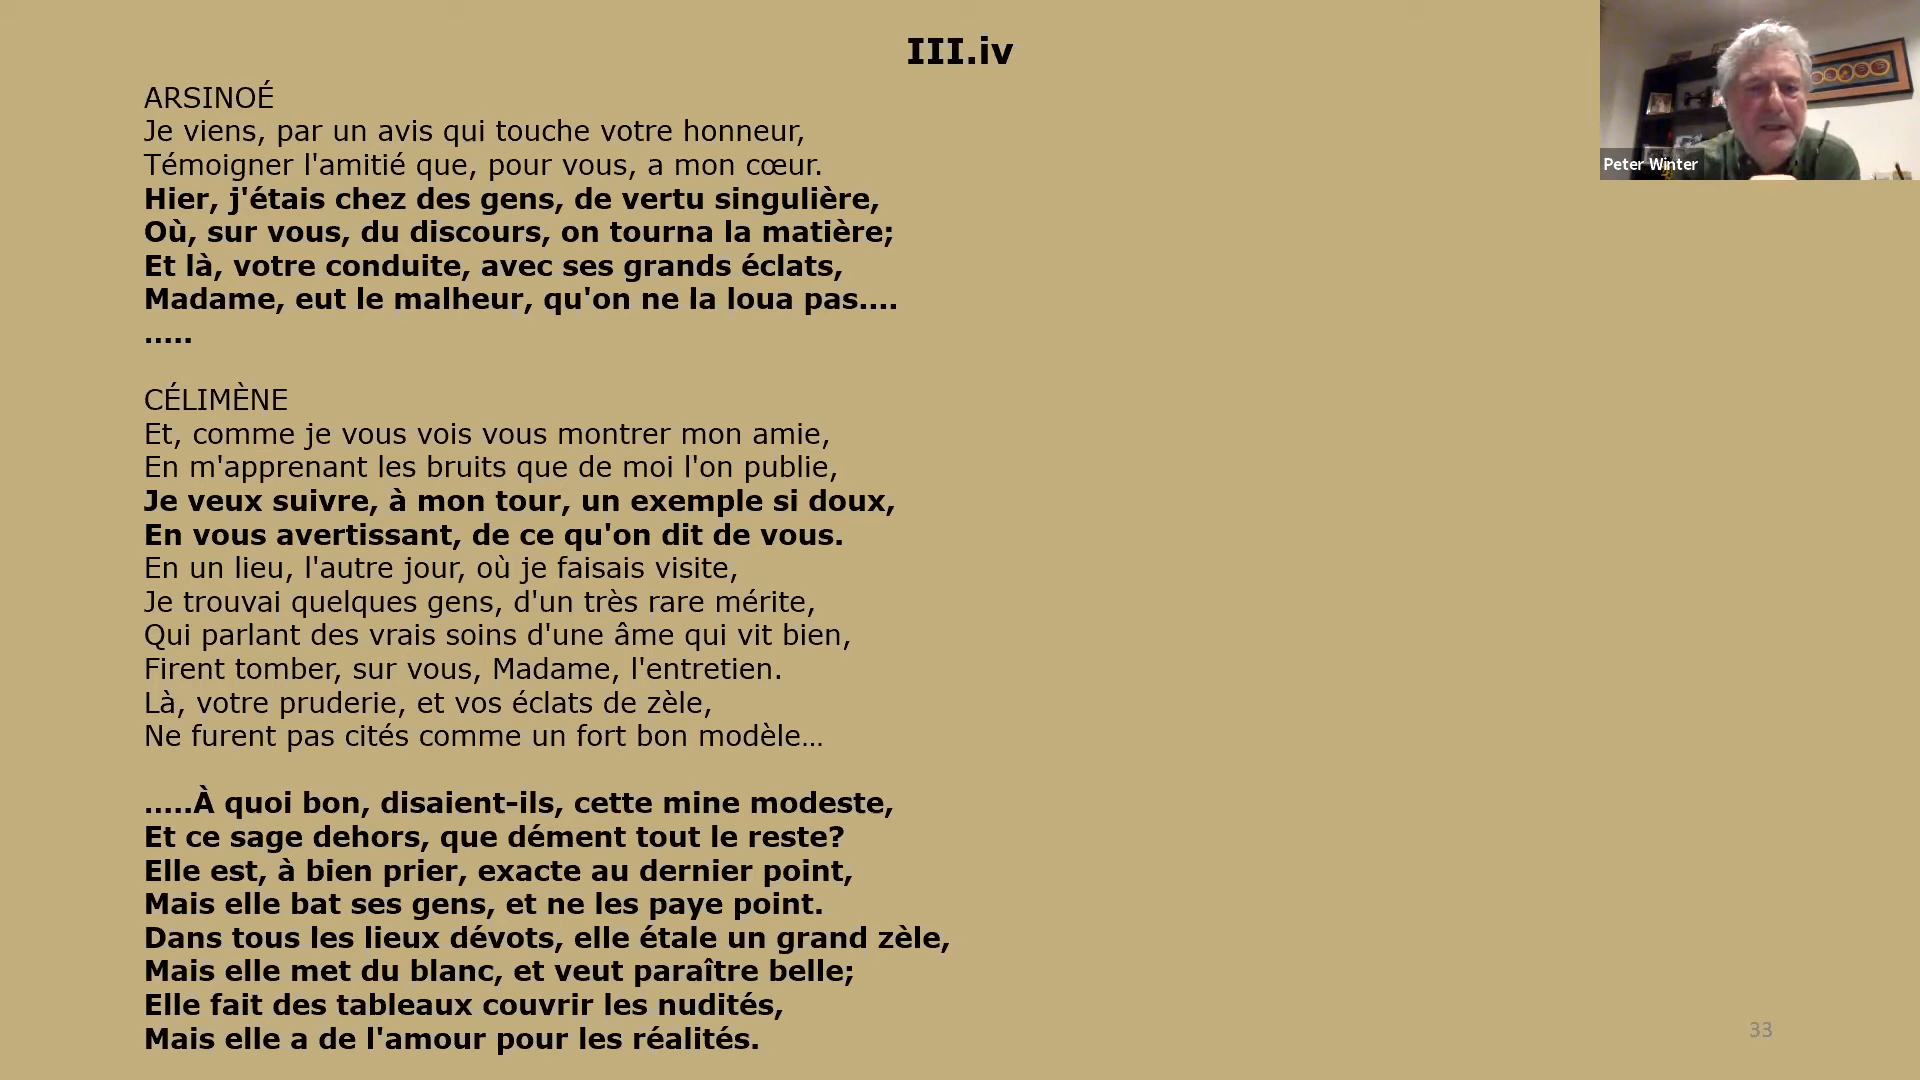 III.iv
Peter Winter
ARSINOÉ
Je viens, par un avis qui touche votre honneur,
Témoigner l'amitié que, pour vous, a mon cœur.
Hier, j'étais chez des gens, de vertu singulière,
Où, sur vous, du discours, on tourna la matière;
Et là, votre conduite, avec ses grands éclats,
Madame, eut le malheur, qu'on ne la loua pas....
.....
CÉLIMÈNE
Et, comme je vous vois vous montrer mon amie,
En m'apprenant les bruits que de moi l'on publie,
Je veux suivre, à mon tour, un exemple si doux,
En vous avertissant, de ce qu'on dit de vous.
En un lieu, l'autre jour, où je faisais visite,
Je trouvai quelques gens, d'un très rare mérite,
Qui parlant des vrais soins d'une âme qui vit bien,
Firent tomber, sur vous, Madame, l'entretien.
Là, votre pruderie, et vos éclats de zèle,
Ne furent pas cités comme un fort bon modèle...
.....À quoi bon, disaient-ils, cette mine modeste,
Et ce sage dehors, que dément tout le reste?
Elle est, à bien prier, exacte au dernier point,
Mais elle bat ses gens, et ne les paye point.
Dans tous les lieux dévots, elle étale un grand zèle,
Mais elle met du blanc, et veut paraître belle;
Elle fait des tableaux couvrir les nudités,
Mais elle a de l'amour pour les réalités.
33